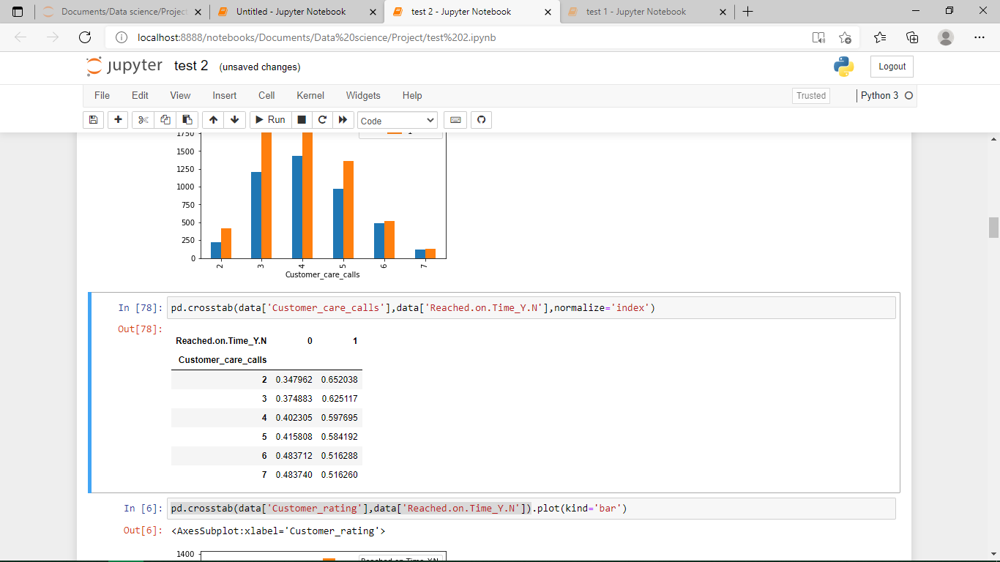 Documents/Data science/Project
Untitled - Jupyter Notebook
test 2 - Jupyter Notebook
test 1 - Jupyter Notebook
localhost:8888/notebooks/Documents/Data%20science/Project/test%202.ipynb
jupyter test 2 (unsaved changes)
Logout
File Edit View Insert Cell Kernel Widgets Help
Trusted
Python 3
Run
Code
1750
1500
1250
1000
750
500
250
0
2 3 4 5 6 7
Customer_care_calls
In [78]: pd.crosstab(data['Customer_care_calls'],data['Reached.on.Time_Y.N'],normalize='index')
Out[78]:
Reached.on.Time_Y.N 0 1
Customer_care_calls
2 0.347962 0.652038
3 0.374883 0.625117
4 0.402305 0.597695
5 0.415808 0.584192
6 0.483712 0.516288
7 0.483740 0.516260
In [6]: pd.crosstab(data['Customer_rating'],data['Reached.on.Time_Y.N']).plot(kind='bar')
Out[6]: <AxesSubplot:xlabel='Customer_rating'>
1400
Reached.on.Time_Y.N